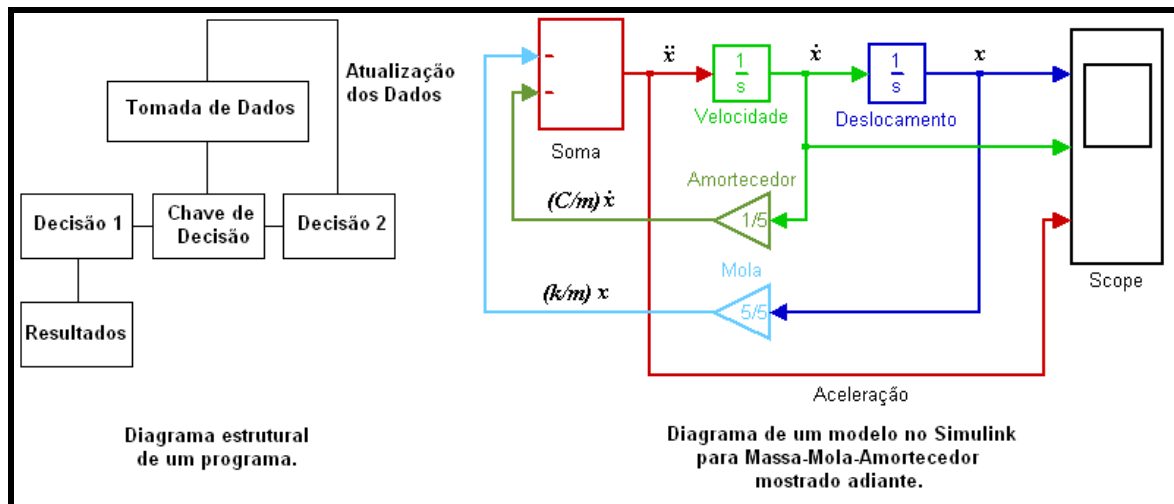 Atualização
dos Dados
Tomada de Dados
Decisão 1
Chave de
Decisão
Decisão 2
Resultados
Diagrama estrutural
de um programa.
-
-
Soma
ẍ
1
s
Velocidade
ẋ
1
s
Deslocamento
x
Amortecedor
(C/m) ẋ
1/5
Mola
(k/m) x
5/5
Scope
Aceleração
Diagrama de um modelo no Simulink
para Massa-Mola-Amortecedor
mostrado adiante.